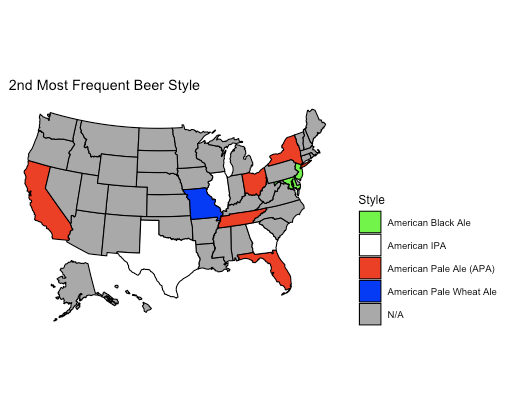 2nd Most Frequent Beer Style
Style
American Black Ale
American IPA
American Pale Ale (APA)
American Pale Wheat Ale
N/A